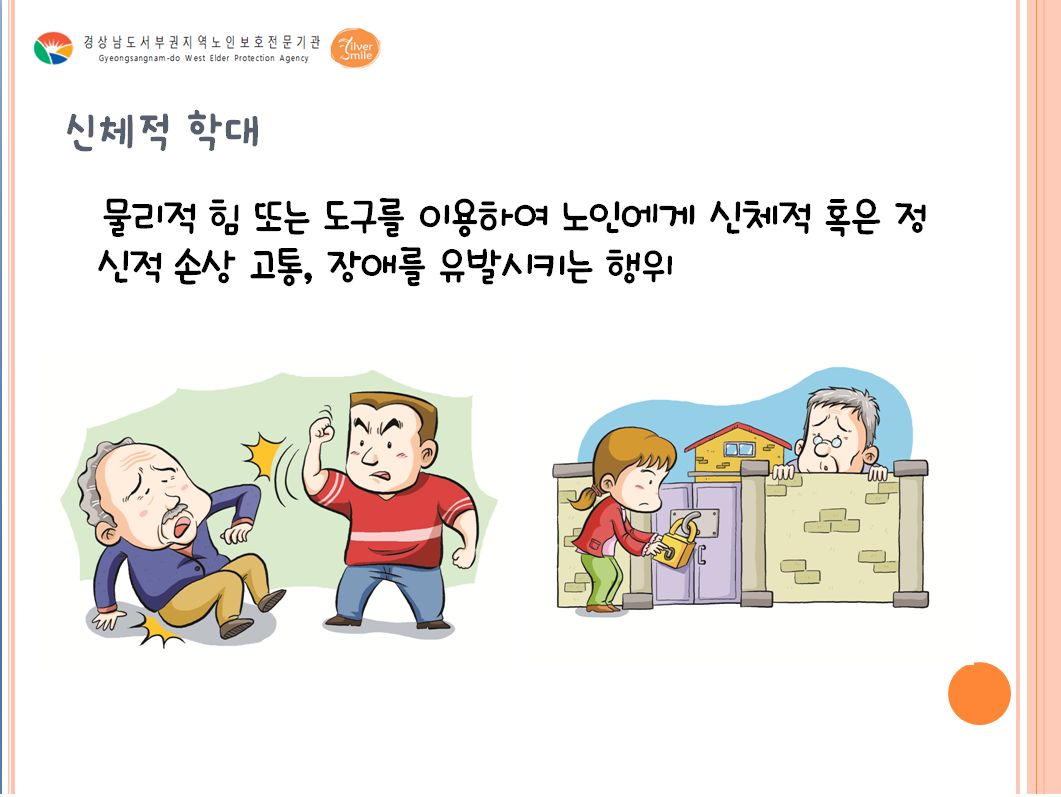 경상남도서부권지역노인보호전문기관
Gyeongsangnam-do West Elder Protection Agency
Silver
Smile
신체적 학대
물리적 힘 또는 도구를 이용하여 노인에게 신체적 혹은 정
신적 손상 고통, 장애를 유발시키는 행위